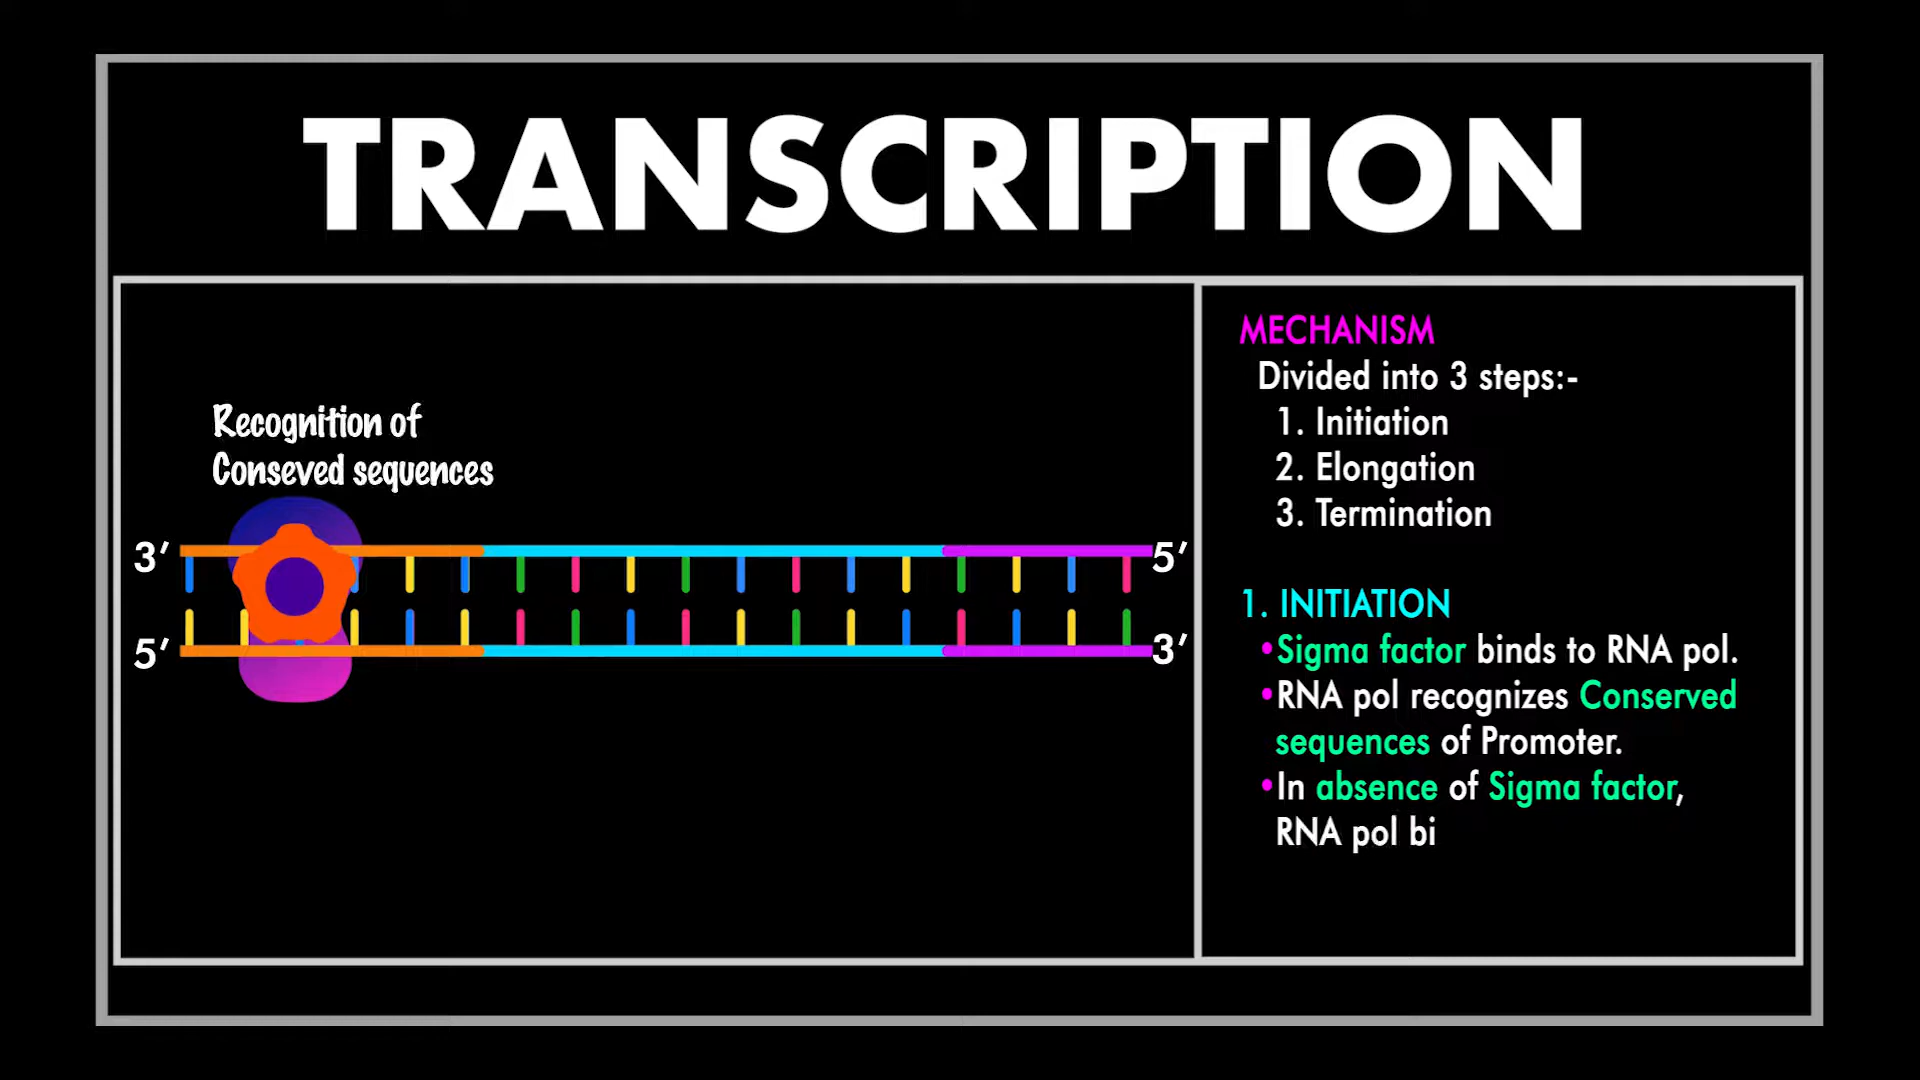 TRANSCRIPTION
Recognition of
Conseved sequences
3′
5′
5′
3′
MECHANISM
Divided into 3 steps:-
1. Initiation
2. Elongation
3. Termination
1. INITIATION
•Sigma factor binds to RNA pol.
•RNA pol recognizes Conserved
sequences of Promoter.
•In absence of Sigma factor,
RNA pol bi